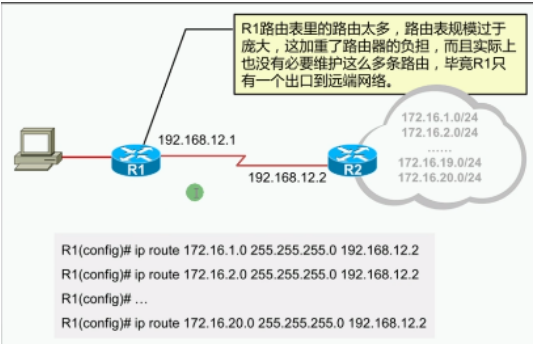 R1路由表里的路由太多，路由表规模过于
庞大，这加重了路由器的负担，而且实际上
也没有必要维护这么多条路由，毕竟R1只
有一个出口到远端网络。
172.16.1.0/24
172.16.2.0/24
......
172.16.19.0/24
172.16.20.0/24
192.168.12.1
R1
R2
192.168.12.2
R1(config)# ip route 172.16.1.0 255.255.255.0 192.168.12.2
R1(config)# ip route 172.16.2.0 255.255.255.0 192.168.12.2
R1(config)# …
R1(config)# ip route 172.16.20.0 255.255.255.0 192.168.12.2